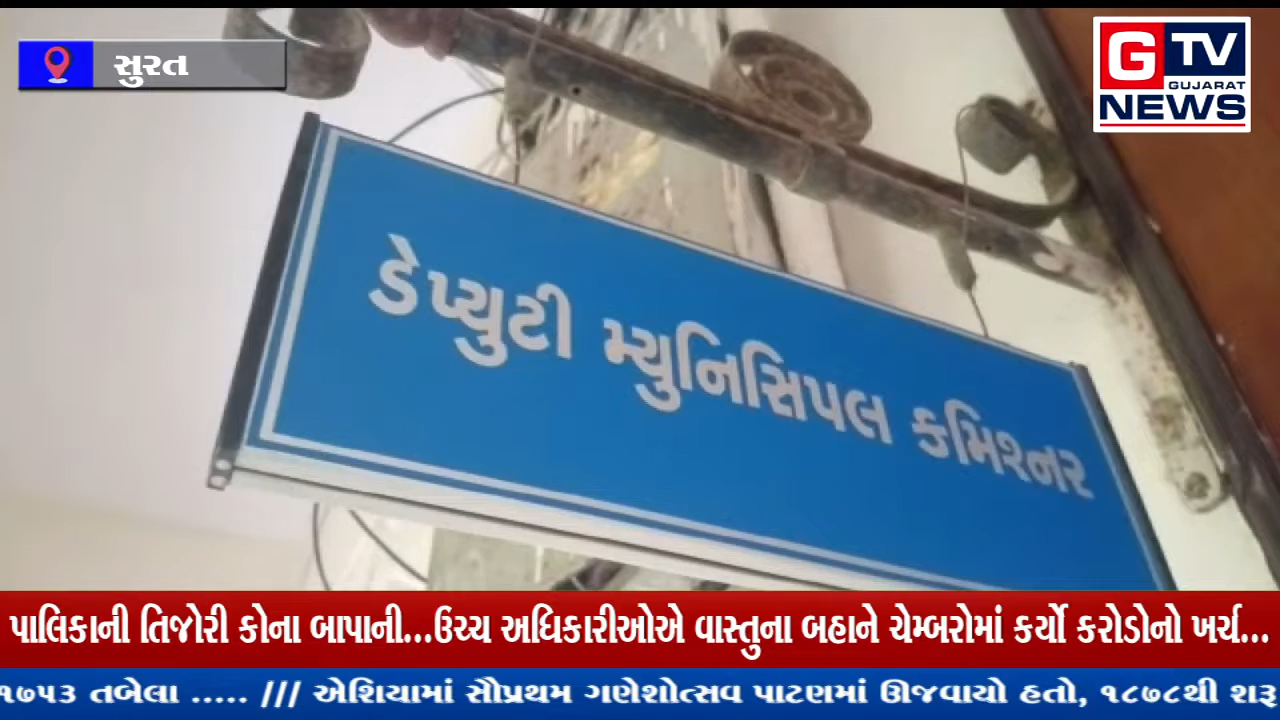 સુરત
G TV
GUJARAT
NEWS
ડેપ્યુટી મ્યુનિસિપલ કમિશ્નર
પાલિકાની તિજોરી કોના બાપાની...ઉચ્ચ અધિકારીઓએ વાસ્તુના બહાને ચેમ્બરોમાં કર્યો કરોડોનો ખર્ચ...
૧૭૫૩ તબેલા ..... /// એશિયામાં સૌપ્રથમ ગણેશોત્સવ પાટણમાં ઊજવાયો હતો, ૧૮૭૮થી શરૂ